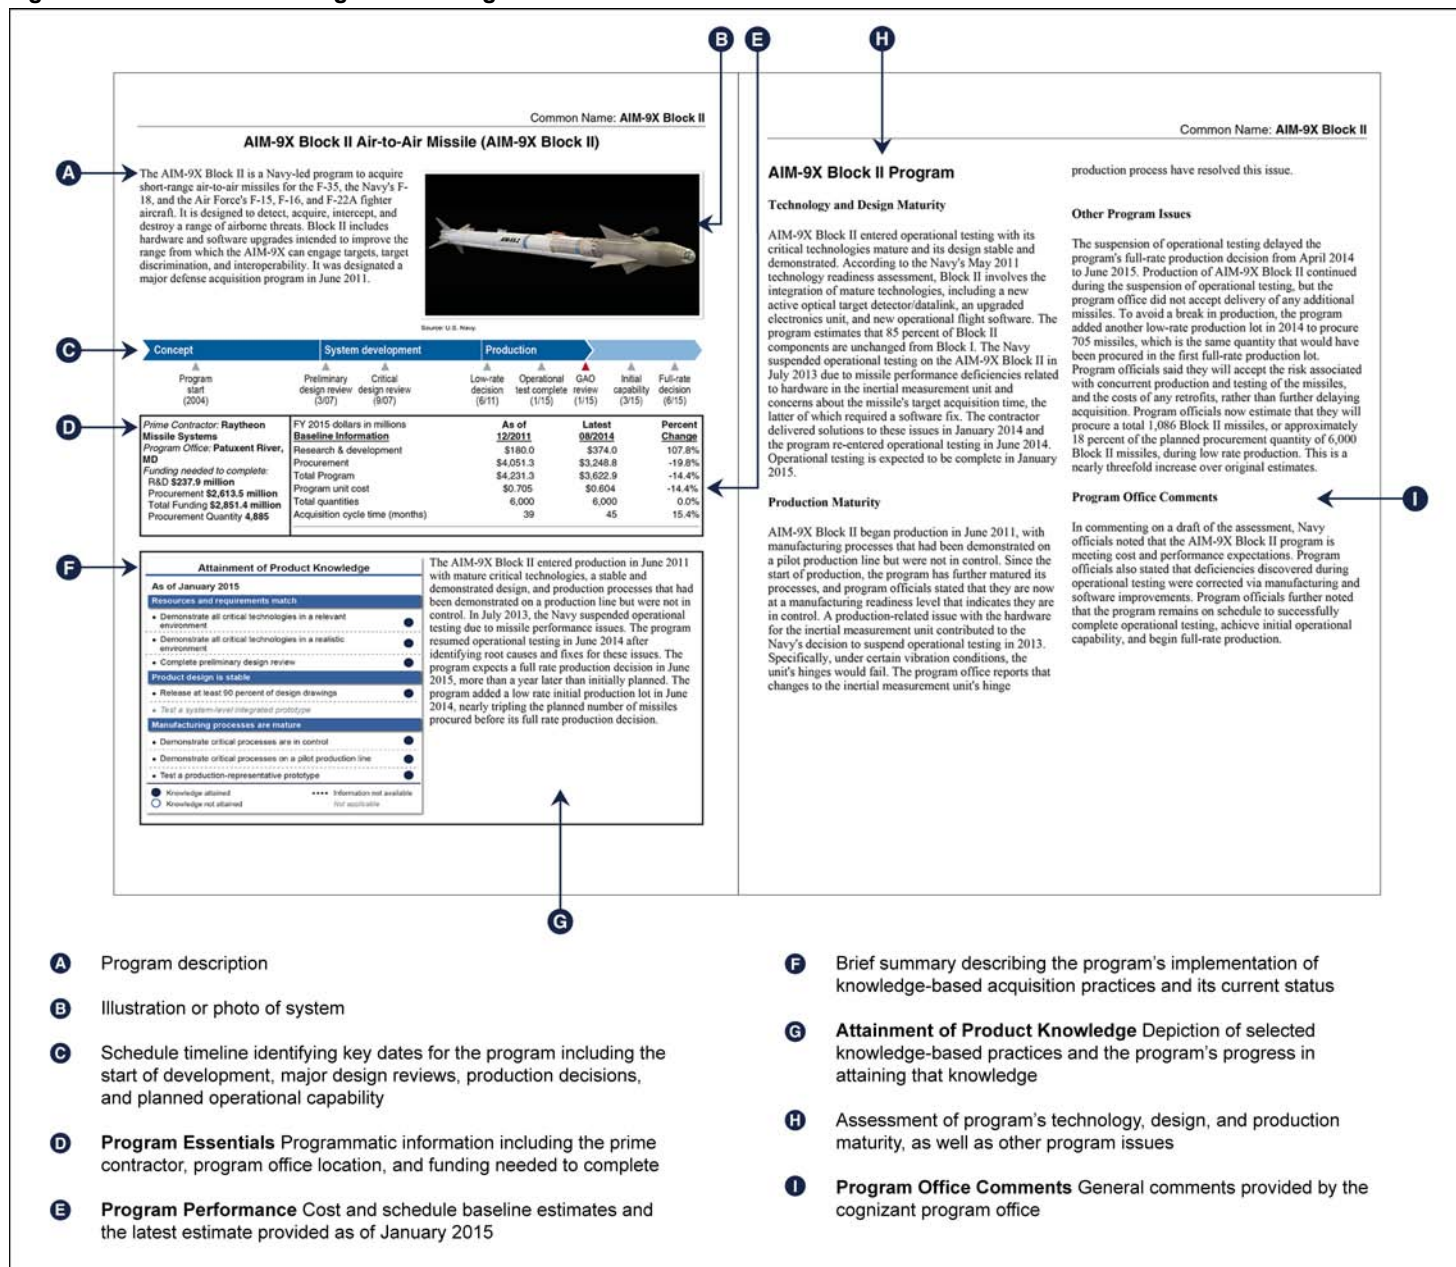 B E H
Common Name: AIM-9X Block II
AIM-9X Block II Air-to-Air Missile (AIM-9X Block II)
A
The AIM-9X Block II is a Navy-led program to acquire
short-range air-to-air missiles for the F-35, the Navy's F-
18, and the Air Force's F-15, F-16, and F-22A fighter
aircraft. It is designed to detect, acquire, intercept, and
destroy a range of airborne threats. Block II includes
hardware and software upgrades intended to improve the
range from which the AIM-9X can engage targets, target
discrimination, and interoperability. It was designated a
major defense acquisition program in June 2011.
Source: U.S. Navy.
C
Concept System development Production
Program
start
(2004)
Preliminary
design review
(3/07)
Critical
design review
(9/07)
Low-rate
decision
(6/11)
Operational
test complete
(1/15)
GAO
review
(1/15)
Initial
capability
(3/15)
Full-rate
decision
(6/15)
D
Prime Contractor: Raytheon
Missile Systems
Program Office: Patuxent River,
MD
Funding needed to complete:
R&D $237.9 million
Procurement $2,613.5 million
Total Funding $2,851.4 million
Procurement Quantity 4,885
FY 2015 dollars in millions As of Latest Percent
Baseline Information 12/2011 08/2014 Change
Research & development $180.0 $374.0 107.8%
Procurement $4,051.3 $3,248.8 -19.8%
Total Program $4,231.3 $3,622.9 -14.4%
Program unit cost $0.705 $0.604 -14.4%
Total quantities 6,000 6,000 0.0%
Acquisition cycle time (months) 39 45 15.4%
F
Attainment of Product Knowledge
As of January 2015
Resources and requirements match
• Demonstrate all critical technologies in a relevant
environment
• Demonstrate all critical technologies in a realistic
environment
• Complete preliminary design review
Product design is stable
• Release at least 90 percent of design drawings
• Test a system-level integrated prototype
Manufacturing processes are mature
• Demonstrate critical processes are in control
• Demonstrate critical processes on a pilot production line
• Test a production-representative prototype
Knowledge attained Information not available
Knowledge not attained Not applicable
The AIM-9X Block II entered production in June 2011
with mature critical technologies, a stable and
demonstrated design, and production processes that had
been demonstrated on a production line but were not in
control. In July 2013, the Navy suspended operational
testing due to missile performance issues. The program
resumed operational testing in June 2014 after
identifying root causes and fixes for these issues. The
program expects a full rate production decision in June
2015, more than a year later than initially planned. The
program added a low rate initial production lot in June
2014, nearly tripling the planned number of missiles
procured before its full rate production decision.
G
Common Name: AIM-9X Block II
AIM-9X Block II Program
Technology and Design Maturity
AIM-9X Block II entered operational testing with its
critical technologies mature and its design stable and
demonstrated. According to the Navy's May 2011
technology readiness assessment, Block II involves the
integration of mature technologies, including a new
active optical target detector/datalink, an upgraded
electronics unit, and new operational flight software. The
program estimates that 85 percent of Block II
components are unchanged from Block I. The Navy
suspended operational testing on the AIM-9X Block II in
July 2013 due to missile performance deficiencies related
to hardware in the inertial measurement unit and
concerns about the missile's target acquisition time, the
latter of which required a software fix. The contractor
delivered solutions to these issues in January 2014 and
the program re-entered operational testing in June 2014.
Operational testing is expected to be complete in January
2015.
Production Maturity
AIM-9X Block II began production in June 2011, with
manufacturing processes that had been demonstrated on
a pilot production line but were not in control. Since the
start of production, the program has further matured its
processes, and program officials stated that they are now
at a manufacturing readiness level that indicates they are
in control. A production-related issue with the hardware
for the inertial measurement unit contributed to the
Navy's decision to suspend operational testing in 2013.
Specifically, under certain vibration conditions, the
unit's hinges would fail. The program office reports that
changes to the inertial measurement unit's hinge
production process have resolved this issue.
Other Program Issues
The suspension of operational testing delayed the
program's full-rate production decision from April 2014
to June 2015. Production of AIM-9X Block II continued
during the suspension of operational testing, but the
program office did not accept delivery of any additional
missiles. To avoid a break in production, the program
added another low-rate production lot in 2014 to procure
705 missiles, which is the same quantity that would have
been procured in the first full-rate production lot.
Program officials said they will accept the risk associated
with concurrent production and testing of the missiles,
and the costs of any retrofits, rather than further delaying
acquisition. Program officials now estimate that they will
procure a total 1,086 Block II missiles, or approximately
18 percent of the planned procurement quantity of 6,000
Block II missiles, during low rate production. This is a
nearly threefold increase over original estimates.
Program Office Comments
I
In commenting on a draft of the assessment, Navy
officials noted that the AIM-9X Block II program is
meeting cost and performance expectations. Program
officials also stated that deficiencies discovered during
operational testing were corrected via manufacturing and
software improvements. Program officials further noted
that the program remains on schedule to successfully
complete operational testing, achieve initial operational
capability, and begin full-rate production.
A Program description
B Illustration or photo of system
C Schedule timeline identifying key dates for the program including the
start of development, major design reviews, production decisions,
and planned operational capability
D Program Essentials Programmatic information including the prime
contractor, program office location, and funding needed to complete
E Program Performance Cost and schedule baseline estimates and
the latest estimate provided as of January 2015
F Brief summary describing the program's implementation of
knowledge-based acquisition practices and its current status
G Attainment of Product Knowledge Depiction of selected
knowledge-based practices and the program's progress in
attaining that knowledge
H Assessment of program's technology, design, and production
maturity, as well as other program issues
I Program Office Comments General comments provided by the
cognizant program office